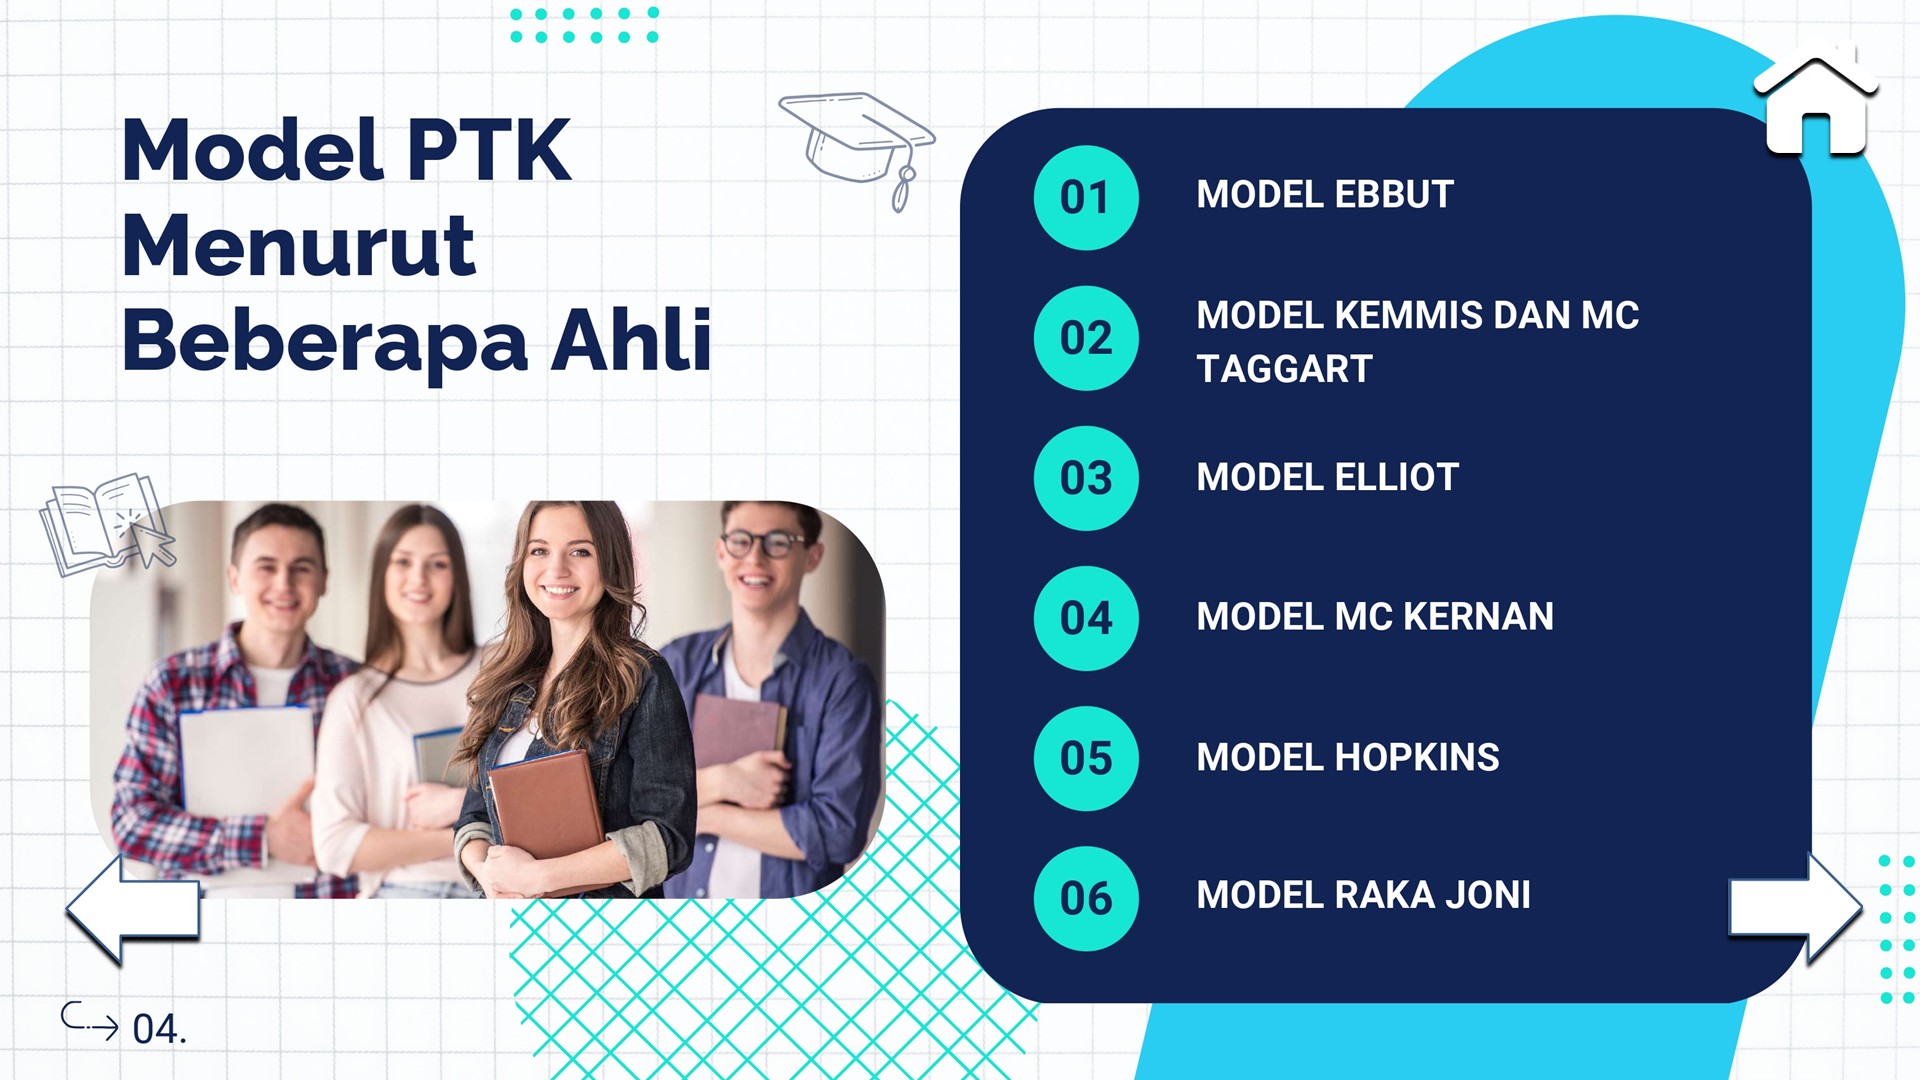 Model PTK
Menurut
Beberapa Ahli
01
MODEL EBBUT
02
MODEL KEMMIS DAN MC
TAGGART
03
MODEL ELLIOT
04
MODEL MC KERNAN
05
MODEL HOPKINS
06
MODEL RAKA JONI
04.